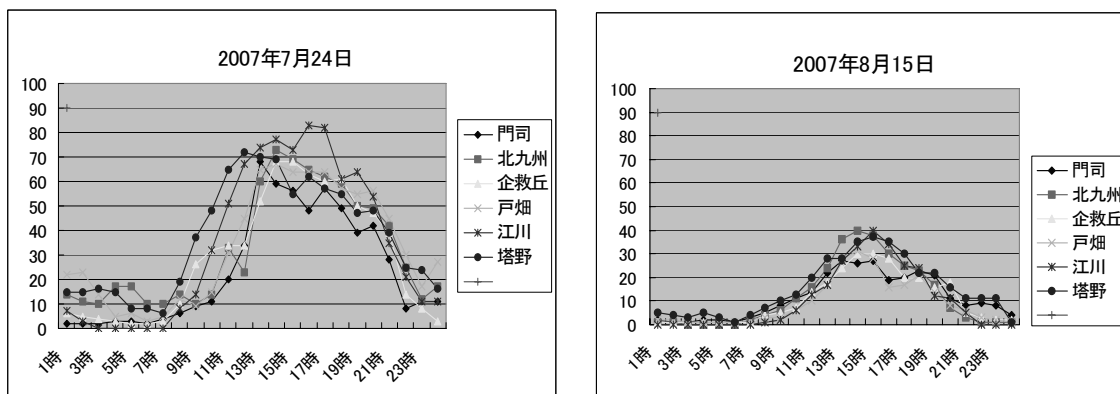 2007年7月24日
100
90
80
70
60
50
40
30
20
10
0
1時
3時
5時
7時
9時
11時
13時
15時
17時
19時
21時
23時
門司
北九州
企救丘
戸畑
江川
塔野
2007年8月15日
100
90
80
70
60
50
40
30
20
10
0
1時
3時
5時
7時
9時
11時
13時
15時
17時
19時
21時
23時
門司
北九州
企救丘
戸畑
江川
塔野